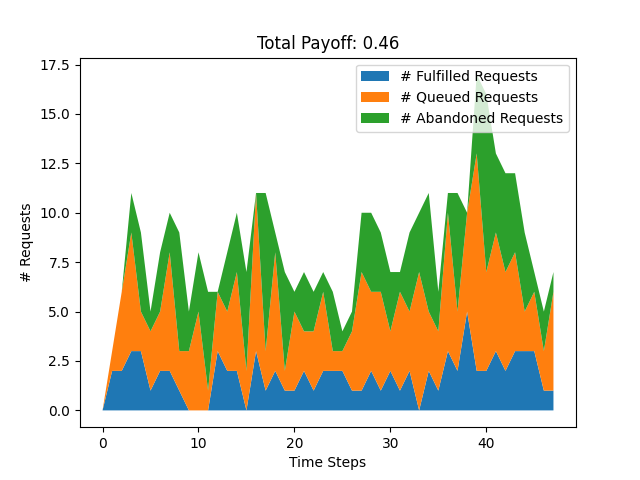 Total Payoff: 0.46
# Fulfilled Requests
# Queued Requests
# Abandoned Requests
# Requests
17.5
15.0
12.5
10.0
7.5
5.0
2.5
0.0
0 10 20 30 40
Time Steps